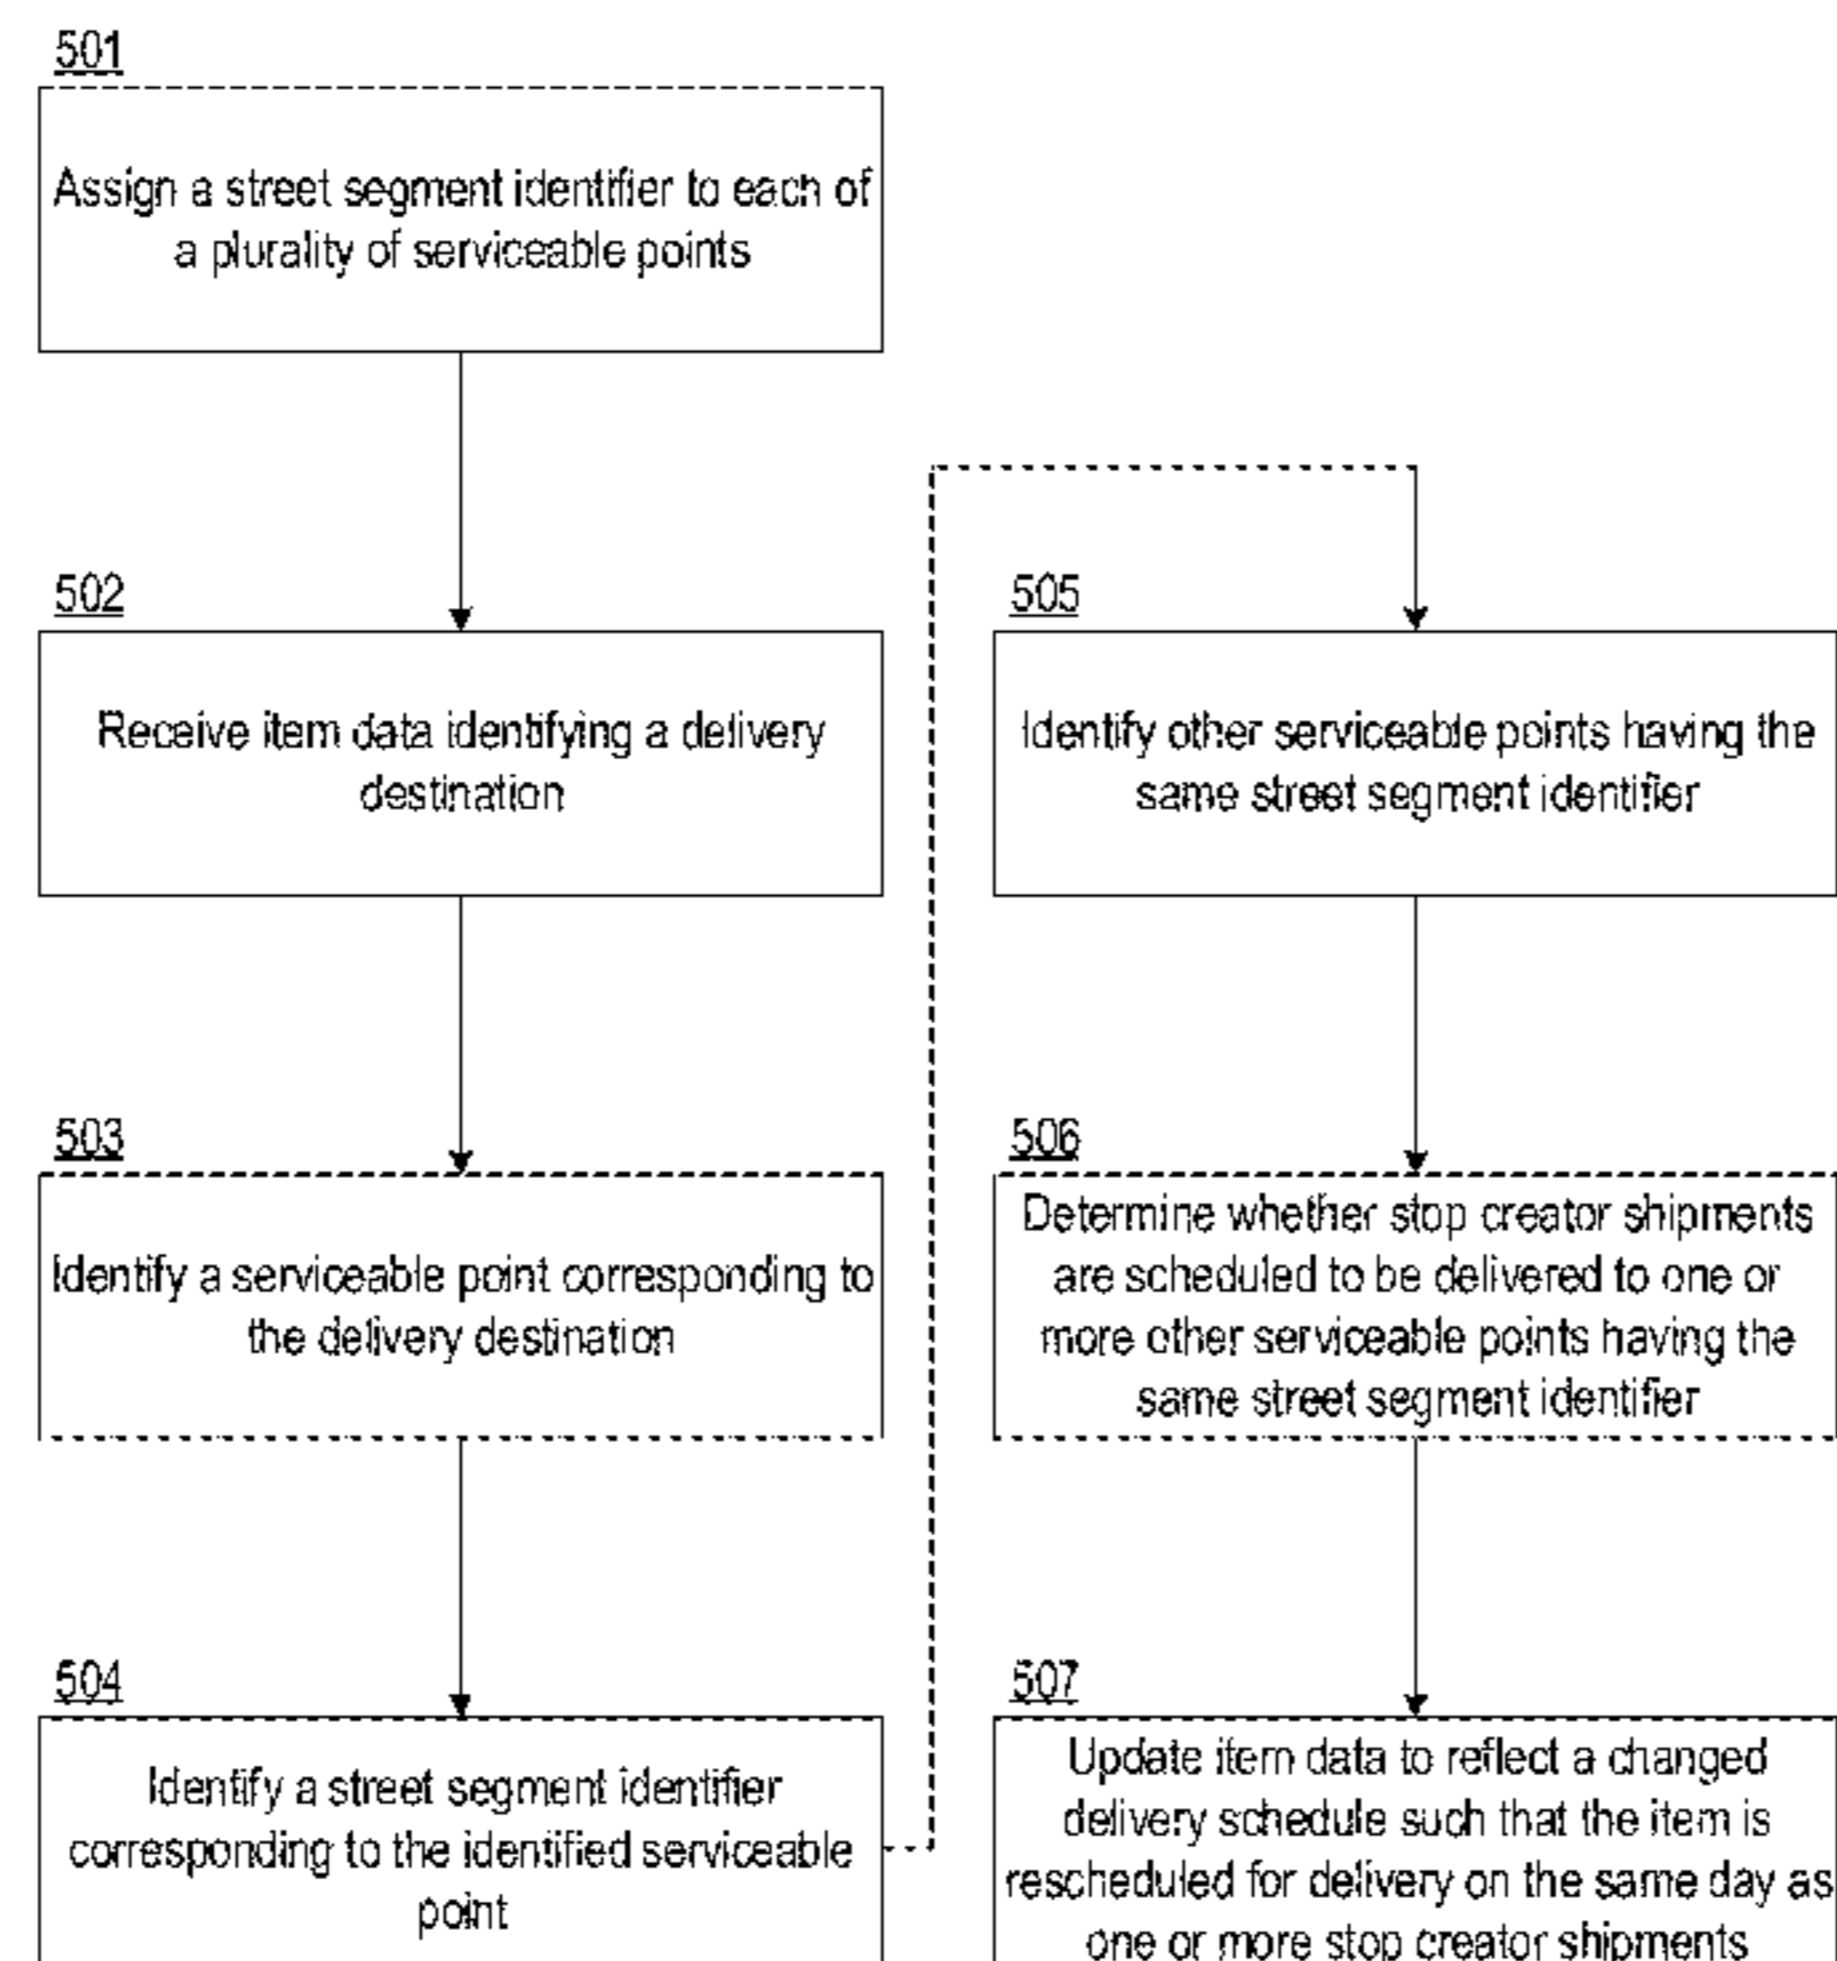 501
Assign a street segment identifier to each of
a plurality of serviceable points
502
Receive item data identifying a delivery
destination
503
Identify a serviceable point corresponding to
the delivery destination
504
Identify a street segment identifier
corresponding to the identified serviceable
point
505
Identify other serviceable points having the
same street segment identifier
506
Determine whether stop creator shipments
are scheduled to be delivered to one or
more other serviceable points having the
same street segment identifier
507
Update item data to reflect a changed
delivery schedule such that the item is
rescheduled for delivery on the same day as
one or more stop creator shipments